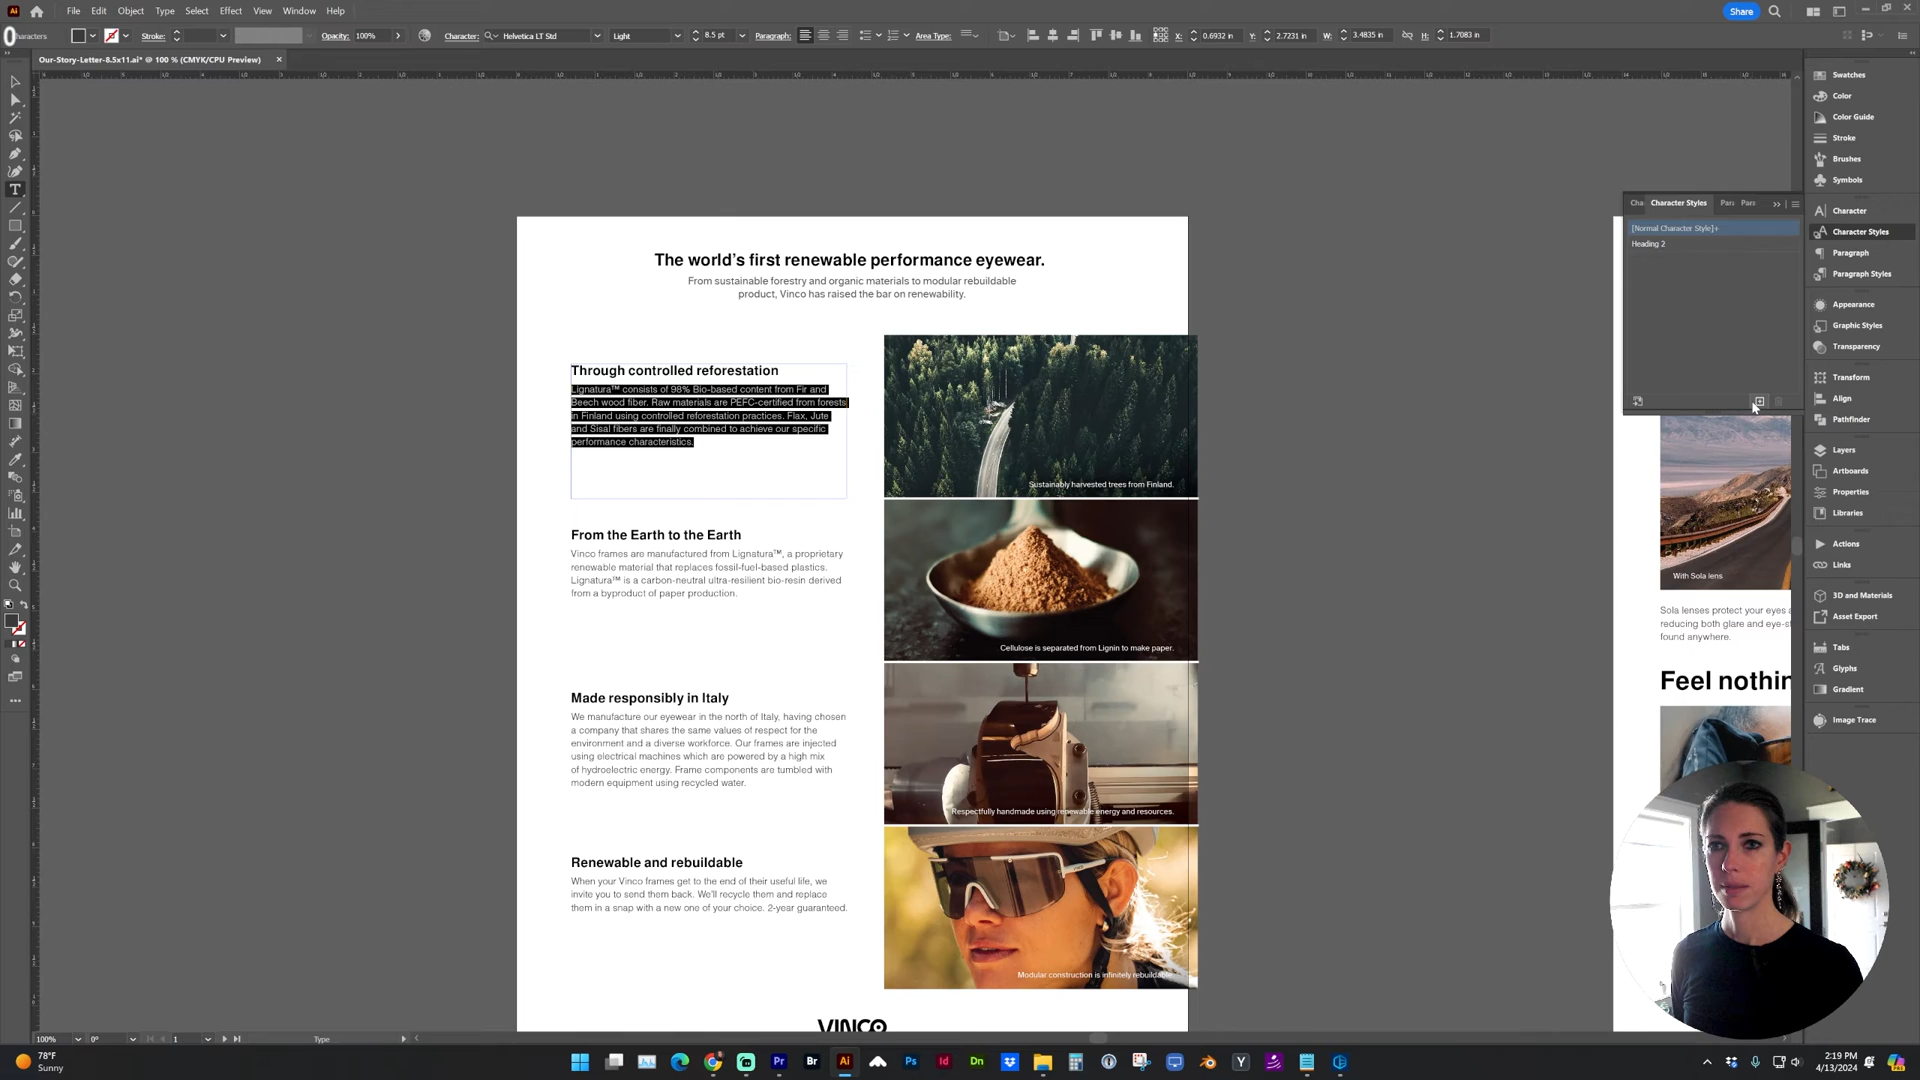 File Edit Object Type Select Effect View Window Help
Share
Characters Stroke: Opacity: 100% Character: Helvetica LT Std Light 8.5 pt Paragraph: Area Type: X: 0.6932 in Y: 2.7231 in W: 3.4835 in H: 1.7083 in
Our-Story-Letter-8.5x11.ai* @ 100 % (CMYK/CPU Preview)
The world's first renewable performance eyewear.
From sustainable forestry and organic materials to modular rebuildable
product, Vinco has raised the bar on renewability.
Through controlled reforestation
Lignatura™ consists of 98% Bio-based content from Fir and
Beech wood fiber. Raw materials are PEFC-certified from forests
in Finland using controlled reforestation practices. Flax, Jute
and Sisal fibers are finally combined to achieve our specific
performance characteristics.
Sustainably harvested trees from Finland.
From the Earth to the Earth
Vinco frames are manufactured from Lignatura™, a proprietary
renewable material that replaces fossil-fuel-based plastics.
Lignatura™ is a carbon-neutral ultra-resilient bio-resin derived
from a byproduct of paper production.
Cellulose is separated from Lignin to make paper.
Made responsibly in Italy
We manufacture our eyewear in the north of Italy, having chosen
a company that shares the same values of respect for the
environment and a diverse workforce. Our frames are injected
using electrical machines which are powered by a high mix
of hydroelectric energy. Frame components are tumbled with
modern equipment using recycled water.
Respectfully handmade using renewable energy and resources.
Renewable and rebuildable
When your Vinco frames get to the end of their useful life, we
invite you to send them back. We'll recycle them and replace
them in a snap with a new one of your choice. 2-year guaranteed.
Modular construction is infinitely rebuildable.
VINCO
Cha Character Styles Par Par
[Normal Character Style]+
Heading 2
With Sola lens
Sola lenses protect your eyes a
reducing both glare and eye-s
found anywhere.
Feel nothin
Swatches
Color
Color Guide
Stroke
Brushes
Symbols
Character
Character Styles
Paragraph
Paragraph Styles
Appearance
Graphic Styles
Transparency
Transform
Align
Pathfinder
Layers
Artboards
Properties
Libraries
Actions
Links
3D and Materials
Asset Export
Tabs
Glyphs
Gradient
Image Trace
100% 0° 1 Type
78°F
Sunny
2:19 PM
4/13/2024